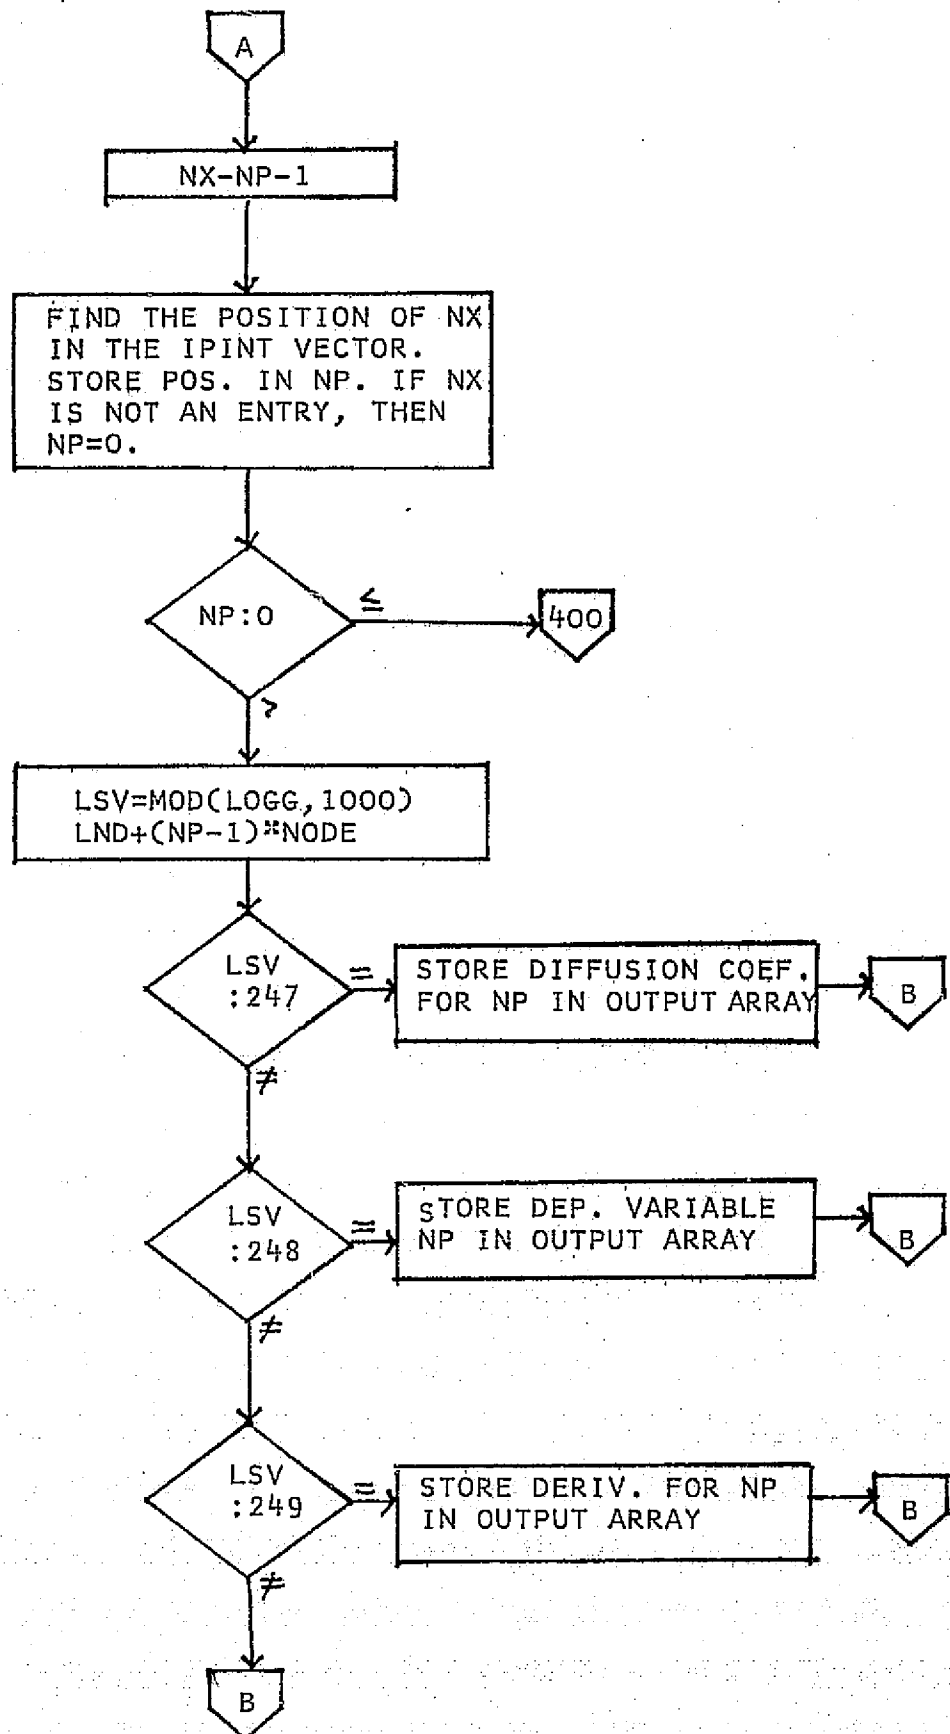 A
NX-NP-1
FIND THE POSITION OF NX
IN THE IPINT VECTOR.
STORE POS. IN NP. IF NX
IS NOT AN ENTRY, THEN
NP=0.
NP:0
≤
400
>
LSV=MOD(LOGG,1000)
LND+(NP-1)*NODE
LSV
:247
=
STORE DIFFUSION COEF.
FOR NP IN OUTPUT ARRAY
B
≠
LSV
:248
=
STORE DEP. VARIABLE
NP IN OUTPUT ARRAY
B
≠
LSV
:249
=
STORE DERIV. FOR NP
IN OUTPUT ARRAY
B
≠
B